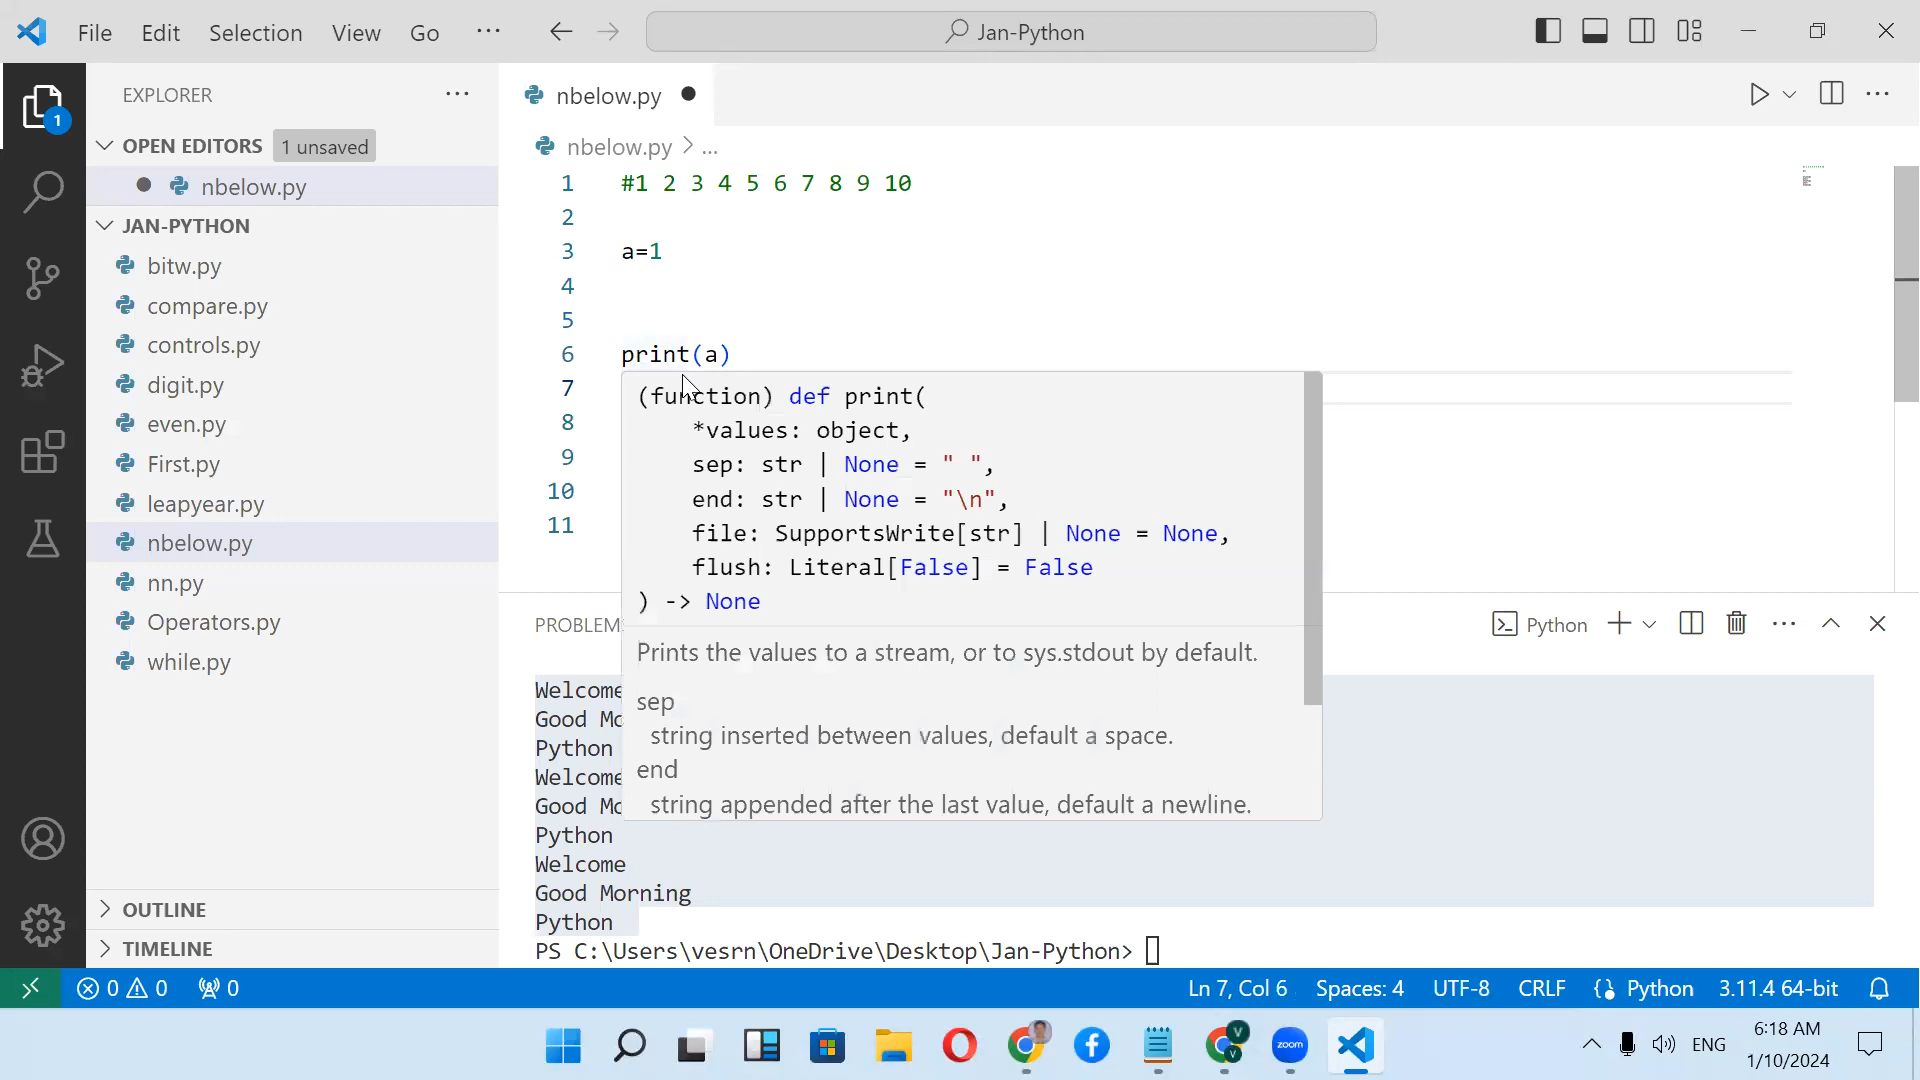 File Edit Selection View Go ...
Jan-Python
EXPLORER
OPEN EDITORS 1 unsaved
nbelow.py
JAN-PYTHON
bitw.py
compare.py
controls.py
digit.py
even.py
First.py
leapyear.py
nbelow.py
nn.py
Operators.py
while.py
OUTLINE
TIMELINE
1
nbelow.py
nbelow.py > ...
1 #1 2 3 4 5 6 7 8 9 10
2
3 a=1
4
5
6 print(a)
7
8
9
10
11
(function) def print(
*values: object,
sep: str | None = " ",
end: str | None = "\n",
file: SupportsWrite[str] | None = None,
flush: Literal[False] = False
) -> None
Prints the values to a stream, or to sys.stdout by default.
sep
string inserted between values, default a space.
end
string appended after the last value, default a newline.
Python
Welcome
Good
Python
Welcome
Good
Python
Welcome
Good Morning
Python
PS C:\Users\vesrn\OneDrive\Desktop\Jan-Python>
0 0 0
Ln 7, Col 6 Spaces: 4 UTF-8 CRLF Python 3.11.4 64-bit
V
V
zoom
ENG
6:18 AM
1/10/2024